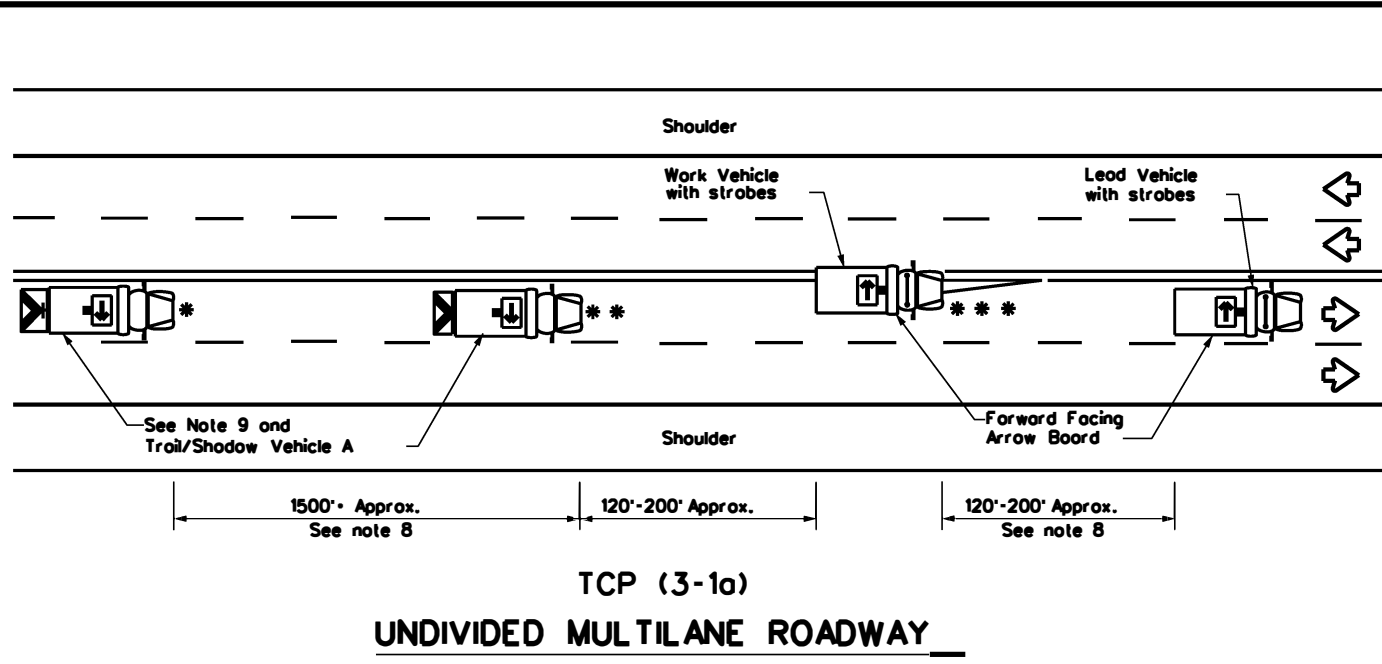 Shoulder
Work Vehicle
with strobes
Lead Vehicle
with strobes
*
* *
* * *
See Note 9 and
Trail/Shadow Vehicle A
Shoulder
Forward Facing
Arrow Board
1500'+ Approx.
See note 8
120'-200' Approx.
120'-200' Approx.
See note 8
TCP (3-1a)
UNDIVIDED MULTILANE ROADWAY